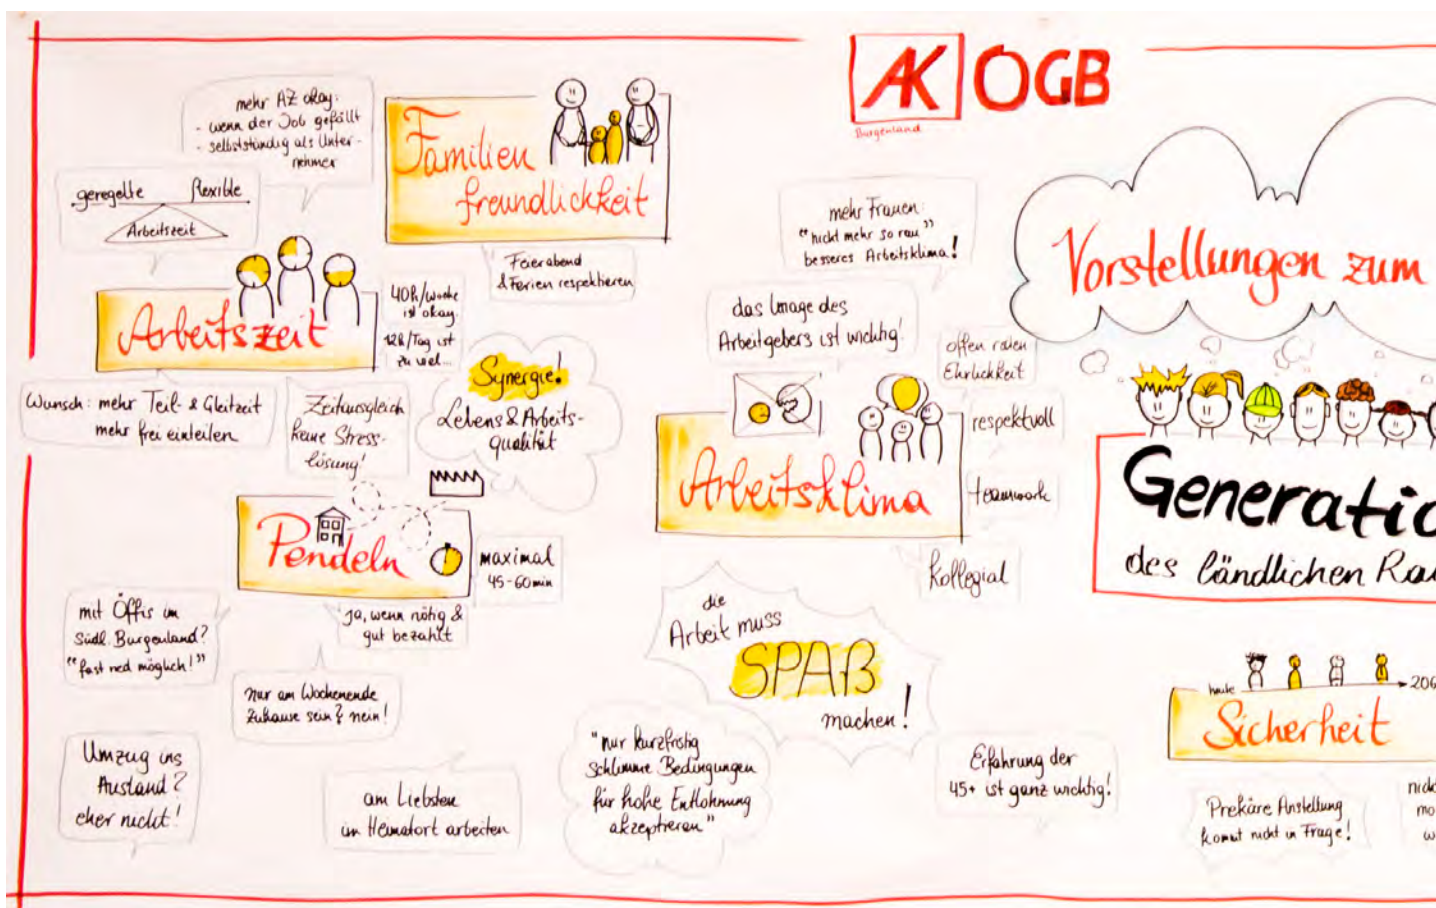 AK ÖGB
Burgenland
mehr AZ okay:
- wenn der Job gefällt
- selbstständig als Unter-
nehmer
geregelte flexible
Arbeitszeit
Familien
freundlichkeit
Feierabend
& Ferien respektieren
Arbeitszeit
40h/Woche
ist okay.
12h/Tag ist
zu viel...
Wunsch: mehr Teil- & Gleitzeit
mehr frei einteilen
Zeitausgleich
keine Stress-
lösung!
Synergie!
Lebens & Arbeits-
qualität
Pendeln
maximal
45-60min
ja, wenn nötig &
gut bezahlt
mit Öffis im
Südl. Burgenland?
"fast ned möglich!"
nur am Wochenende
Zuhause sein? nein!
Umzug ins
Ausland?
eher nicht!
am Liebsten
im Heimatort arbeiten
mehr Frauen:
"nicht mehr so rau"
besseres Arbeitsklima!
das Image des
Arbeitgebers ist wichtig!
offen reden
Ehrlichkeit
respektvoll
Arbeitsklima
teamwork
kollegial
die
Arbeit muss
SPAß
machen!
"nur kurzfristig
schlimme Bedingungen
für hohe Entlohnung
akzeptieren"
Erfahrung der
45+ ist ganz wichtig!
Vorstellungen zum
Generatio
des ländlichen Rau
heute 206
Sicherheit
Prekäre Anstellung
kommt nicht in Frage!
nich
mo
w